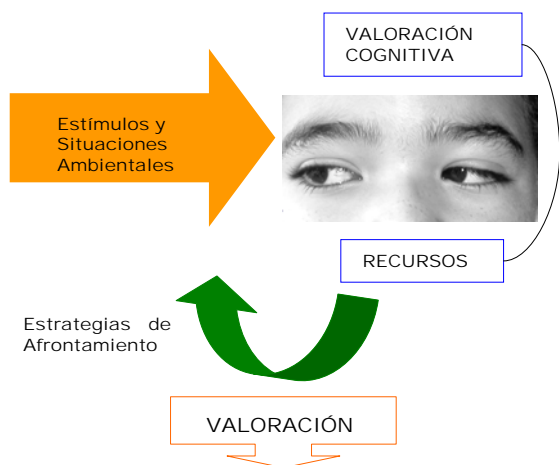 VALORACIÓN
COGNITIVA
Estímulos y
Situaciones
Ambientales
RECURSOS
Estrategias de
Afrontamiento
VALORACIÓN